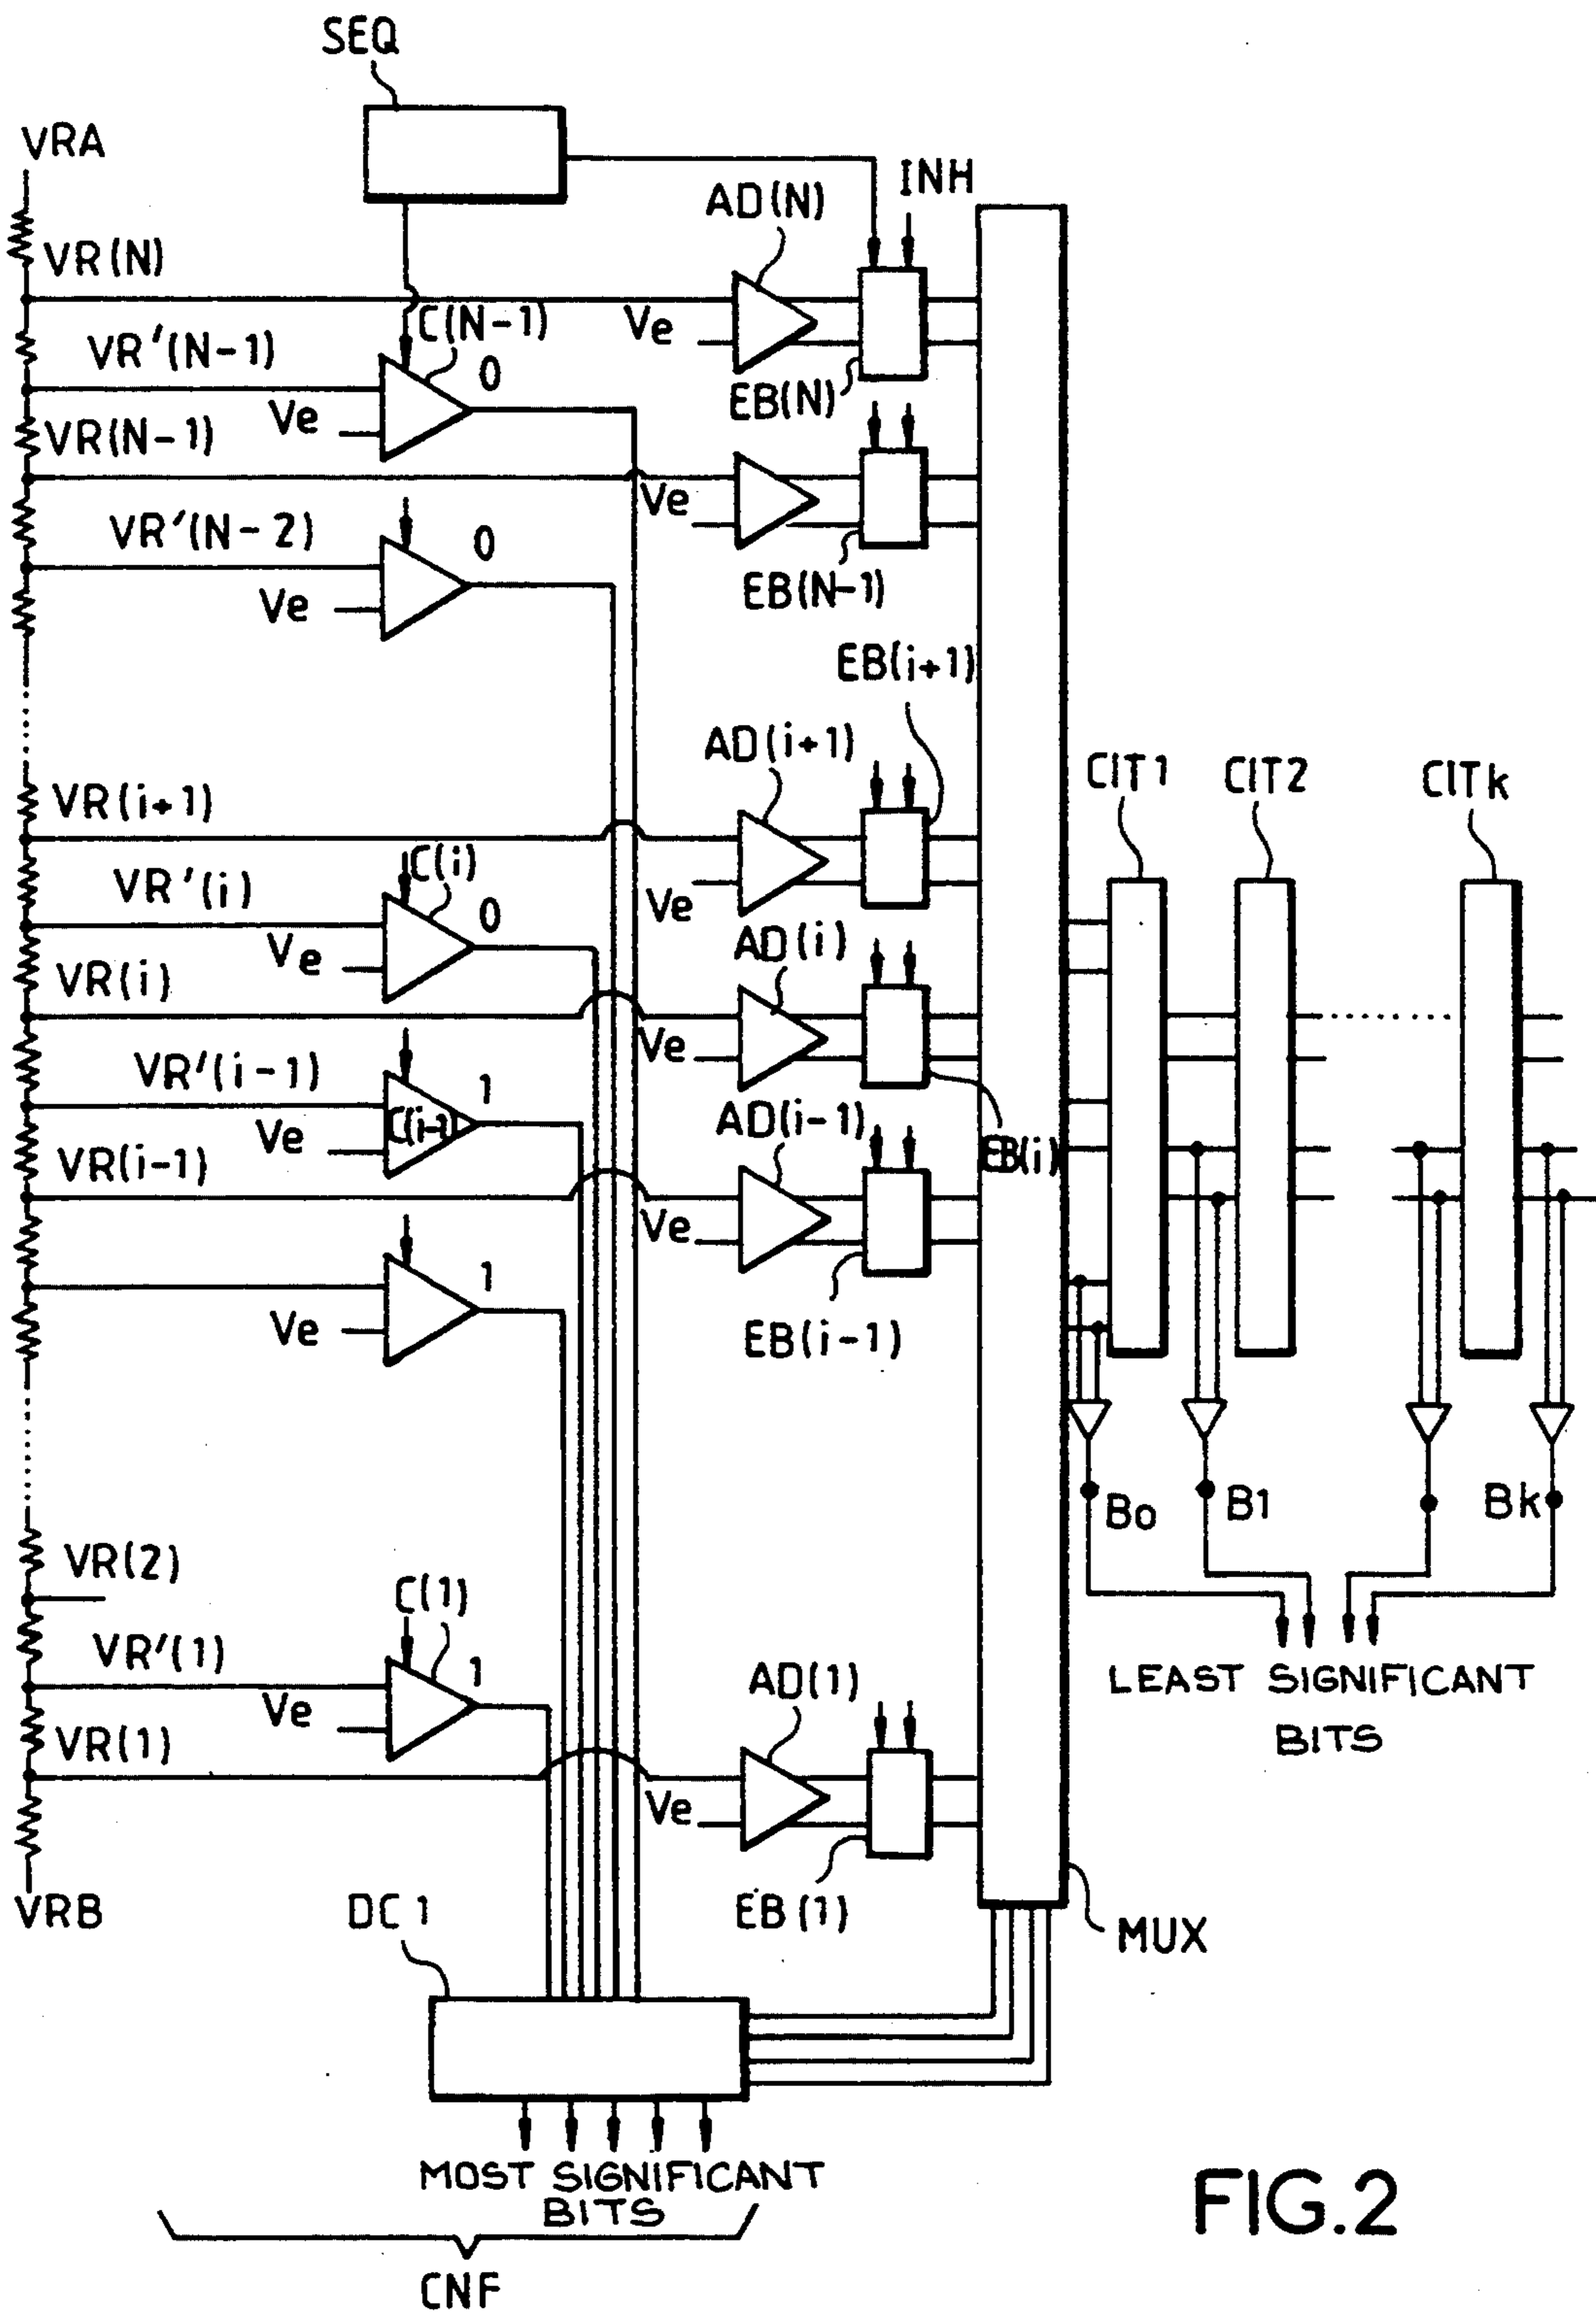 SEQ
VRA
INH
AD(N)
VR(N)
Ve
C(N-1)
VR'(N-1)
0
EB(N)
Ve
VR(N-1)
Ve
VR'(N-2)
0
EB(N-1)
Ve
EB(i+1)
AD(i+1)
CIT1
CIT2
CITk
VR(i+1)
C(i)
VR'(i)
Ve
0
AD(i)
Ve
VR(i)
Ve
VR'(i-1)
1
C(i-1)
AD(i-1)
Ve
EB(i)
VR(i-1)
Ve
1
Ve
EB(i-1)
Bo
B1
Bk
VR(2)
C(1)
VR'(1)
1
AD(1)
LEAST SIGNIFICANT
BITS
Ve
VR(1)
Ve
VRB
DC1
EB(1)
MUX
MOST SIGNIFICANT
BITS
CNF
FIG.2